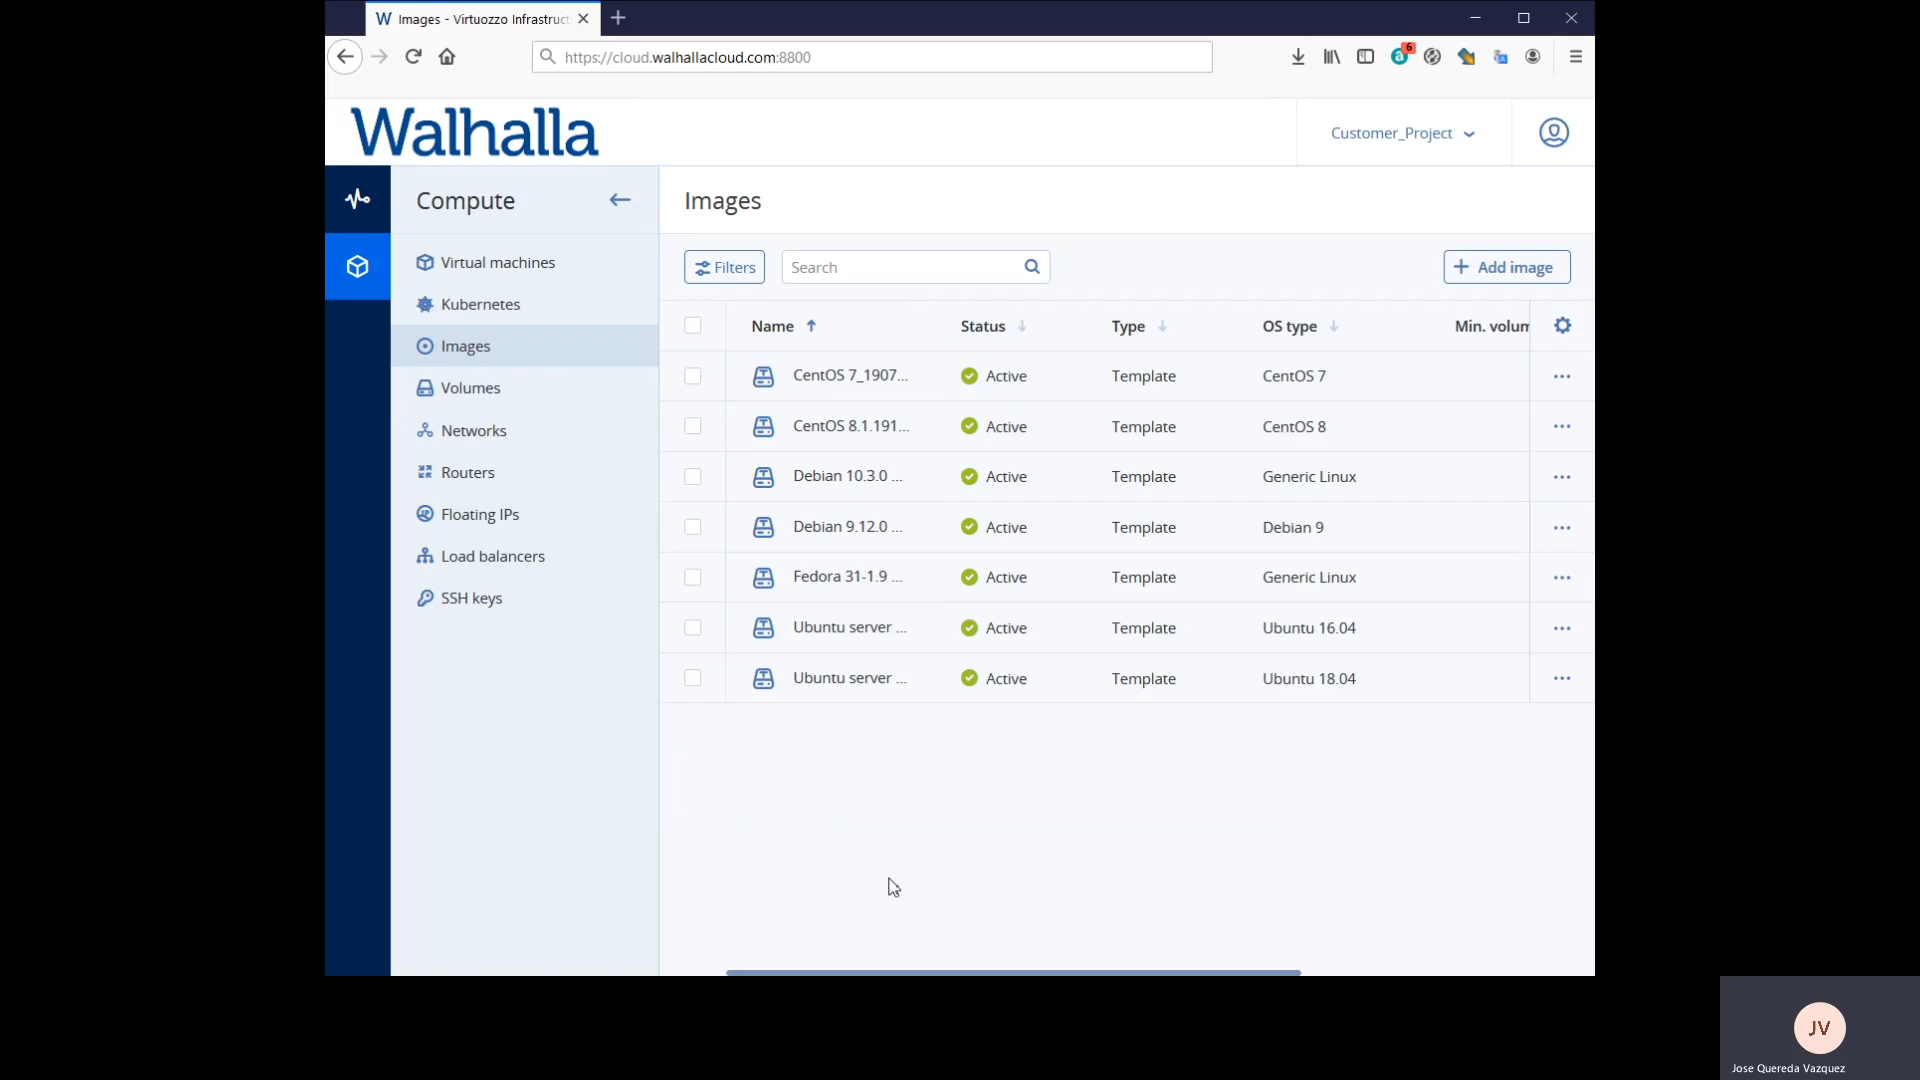 W Images - Virtuozzo Infrastruct
https://cloud.walhallacloud.com:8800
6
Walhalla
Customer_Project
Compute
Images
Virtual machines
Kubernetes
Images
Volumes
Networks
Routers
Floating IPs
Load balancers
SSH keys
Filters
Search
Add image
Name Status Type OS type Min. volum
CentOS 7_1907... Active Template CentOS 7
CentOS 8.1.191... Active Template CentOS 8
Debian 10.3.0 ... Active Template Generic Linux
Debian 9.12.0 ... Active Template Debian 9
Fedora 31-1.9 ... Active Template Generic Linux
Ubuntu server ... Active Template Ubuntu 16.04
Ubuntu server ... Active Template Ubuntu 18.04
JV
Jose Quereda Vazquez